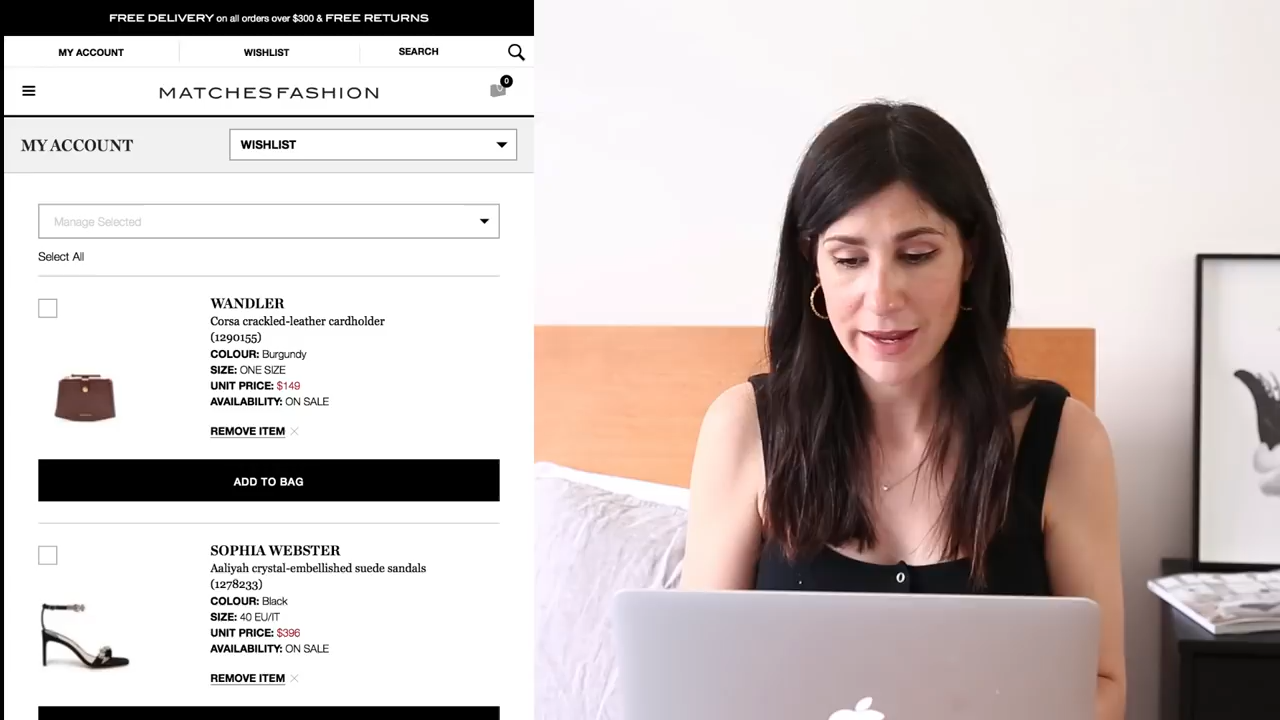 FREE DELIVERY on all orders over $300 & FREE RETURNS
MY ACCOUNT
WISHLIST
SEARCH
MATCHESFASHION
0
MY ACCOUNT
WISHLIST
Manage Selected
Select All
WANDLER
Corsa crackled-leather cardholder
(1290155)
COLOUR: Burgundy
SIZE: ONE SIZE
UNIT PRICE: $149
AVAILABILITY: ON SALE
REMOVE ITEM
ADD TO BAG
SOPHIA WEBSTER
Aaliyah crystal-embellished suede sandals
(1278233)
COLOUR: Black
SIZE: 40 EU/IT
UNIT PRICE: $396
AVAILABILITY: ON SALE
REMOVE ITEM